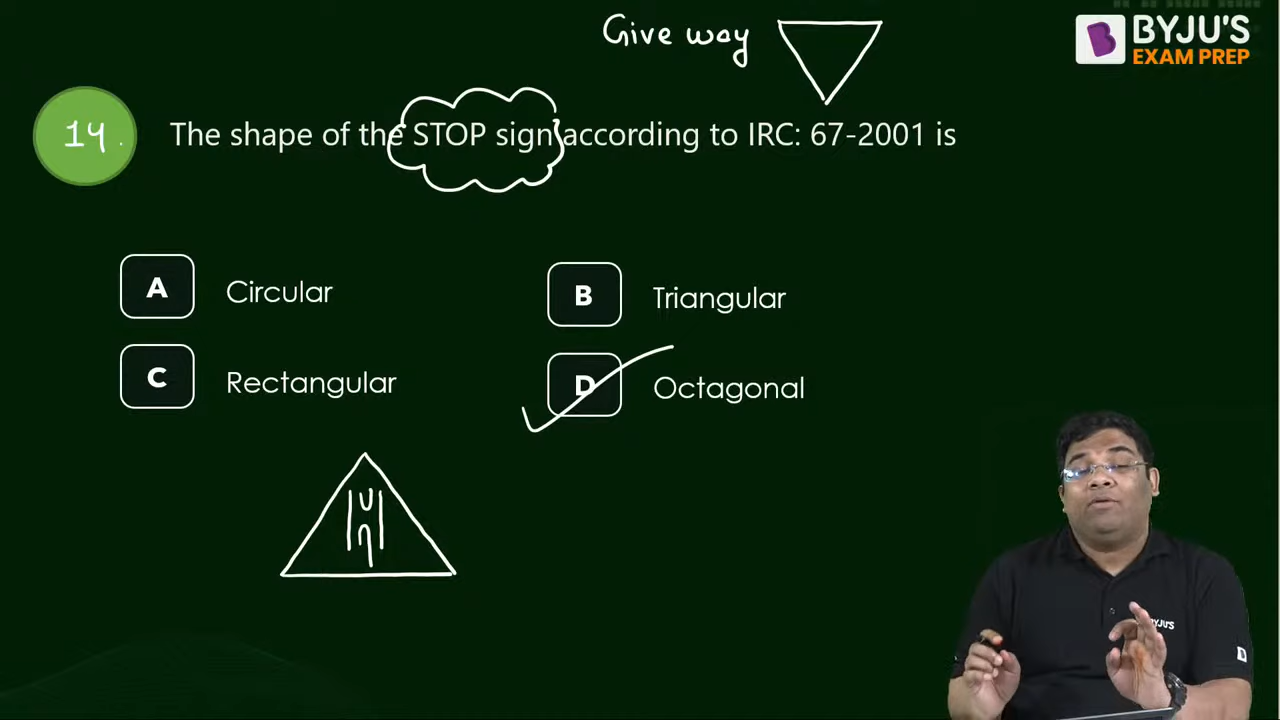 Give way
BYJU'S
EXAM PREP
14.
The shape of the STOP sign according to IRC: 67-2001 is
A Circular
B Triangular
C Rectangular
D Octagonal
BYJU'S